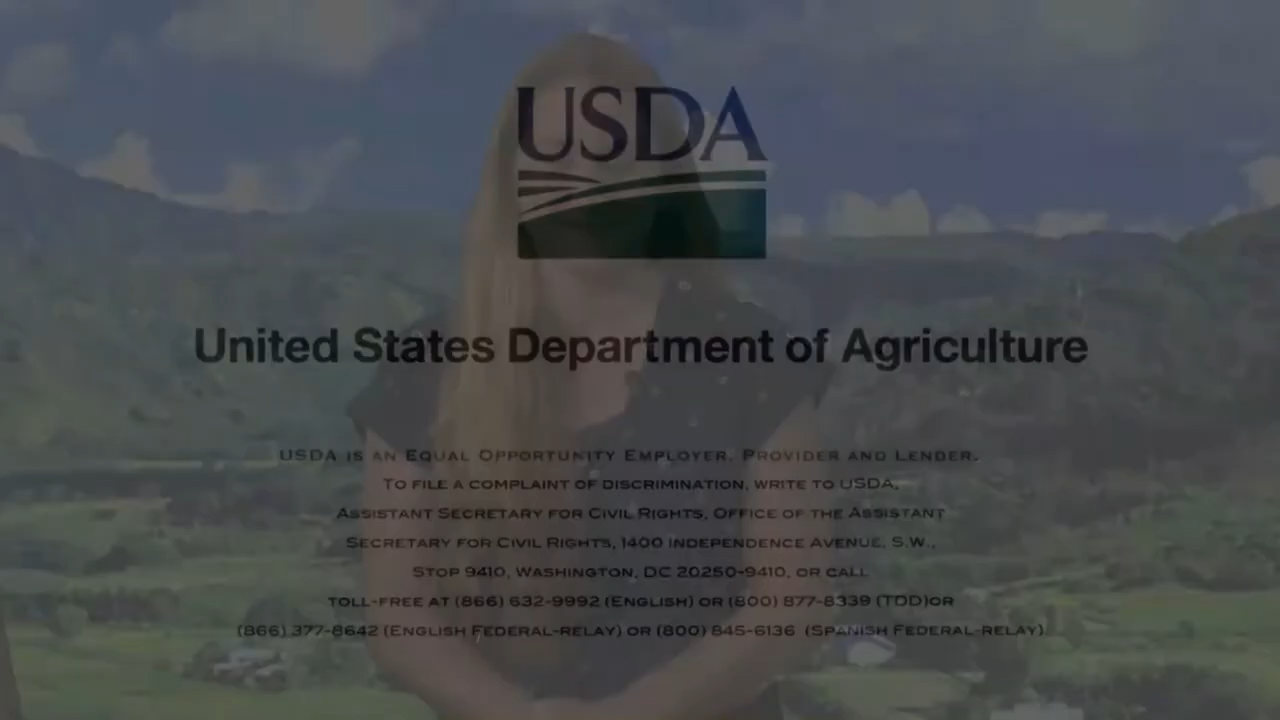 USDA
United States Department of Agriculture
USDA IS AN EQUAL OPPORTUNITY EMPLOYER, PROVIDER AND LENDER.
TO FILE A COMPLAINT OF DISCRIMINATION, WRITE TO USDA,
ASSISTANT SECRETARY FOR CIVIL RIGHTS, OFFICE OF THE ASSISTANT
SECRETARY FOR CIVIL RIGHTS, 1400 INDEPENDENCE AVENUE, S.W.,
STOP 9410, WASHINGTON, DC 20250-9410, OR CALL
TOLL-FREE AT (866) 632-9992 (ENGLISH) OR (800) 877-8339 (TDD)OR
(866) 377-8642 (ENGLISH FEDERAL-RELAY) OR (800) 845-6136 (SPANISH FEDERAL-RELAY)